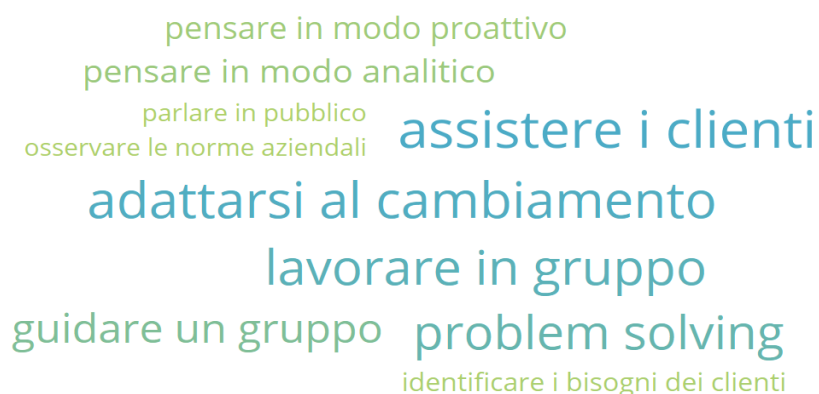 pensare in modo proattivo
pensare in modo analitico
parlare in pubblico
assistere i clienti
osservare le norme aziendali
adattarsi al cambiamento
lavorare in gruppo
guidare un gruppo
problem solving
identificare i bisogni dei clienti